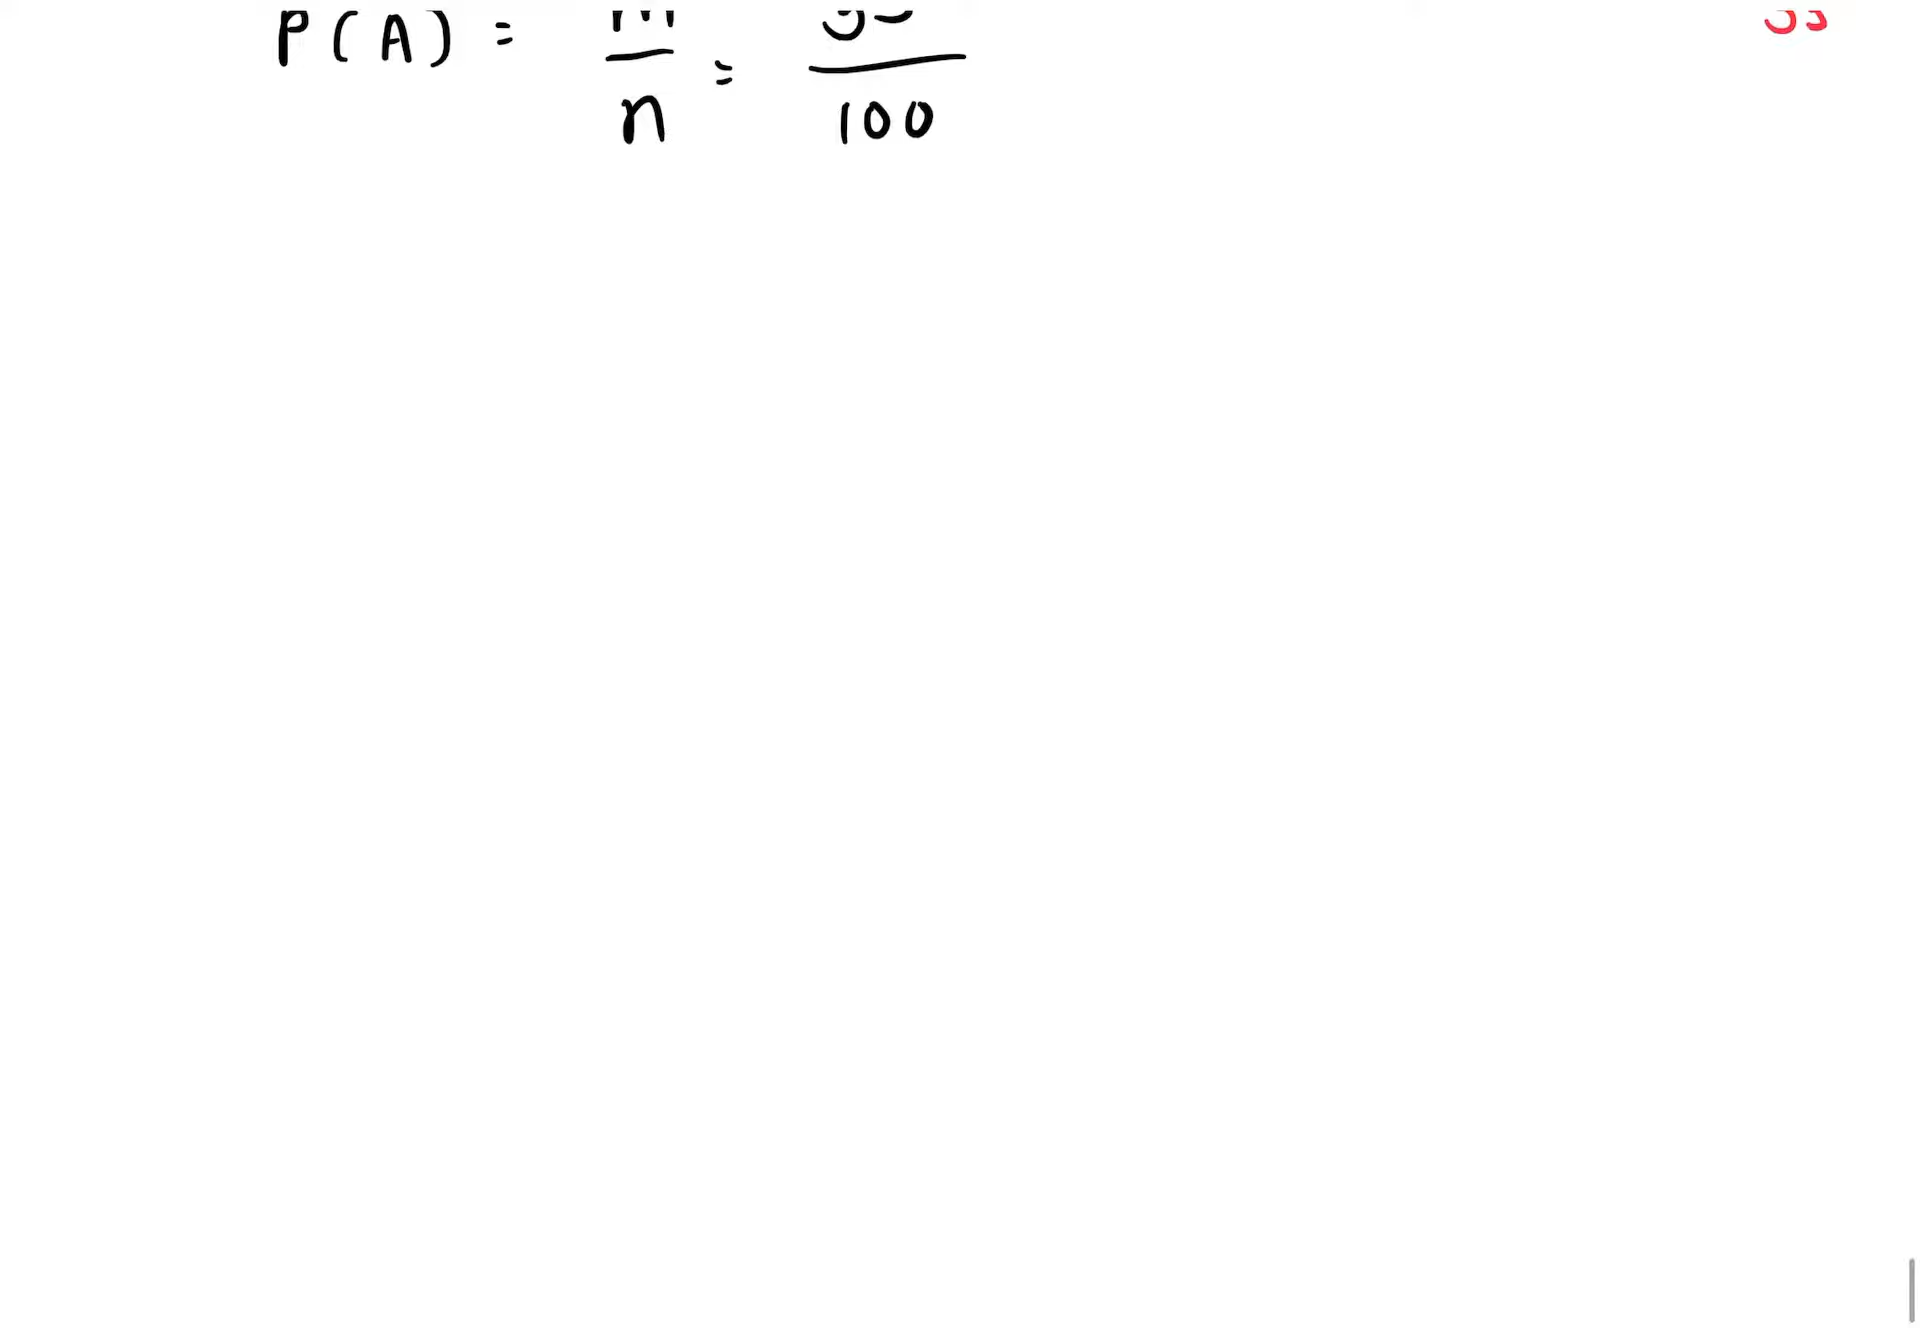 P(A) = m/n = /100